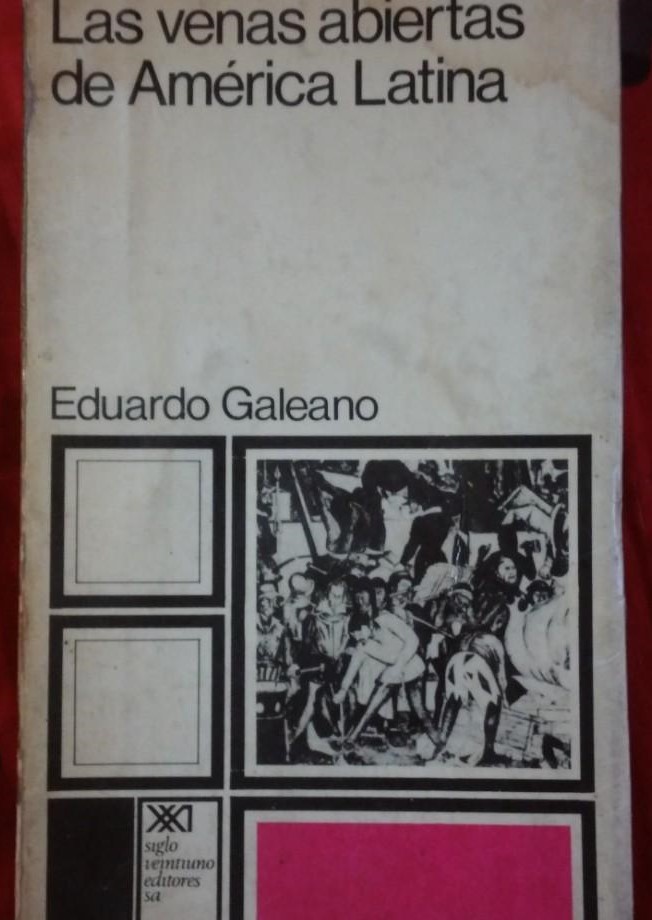 Las venas abiertas
de América Latina
Eduardo Galeano
XXI
siglo
veintiuno
editores
sa